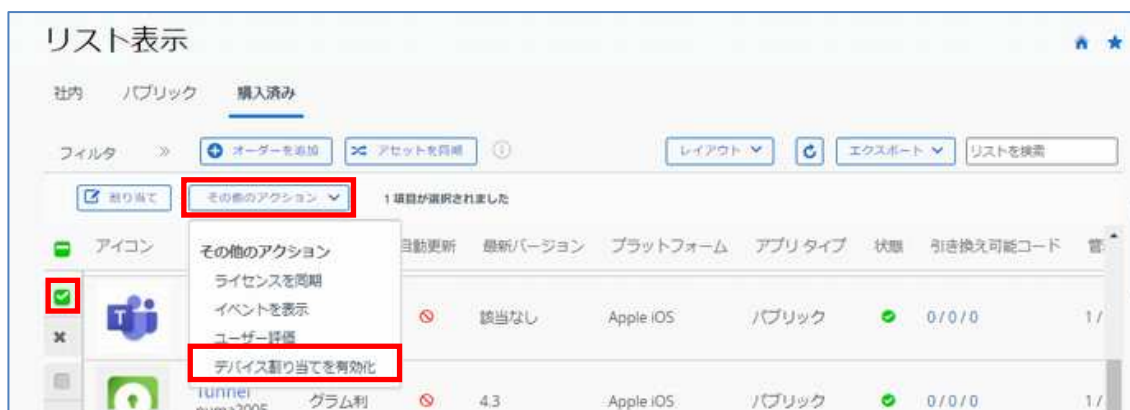 リスト表示
社内 パブリック 購入済み
フィルタ » オーダーを追加 アセットを同期 レイアウト エクスポート リストを検索
割り当て その他のアクション 1 項目が選択されました
アイコン 自動更新 最新バージョン プラットフォーム アプリ タイプ 状態 引き換え可能コード 管
その他のアクション
ライセンスを同期
イベントを表示
ユーザー評価
デバイス割り当てを有効化
T 該当なし Apple iOS パブリック 0 / 0 / 0 1 /
Tunnel グラム利 4.3 Apple iOS パブリック 0 / 0 / 0 1 /